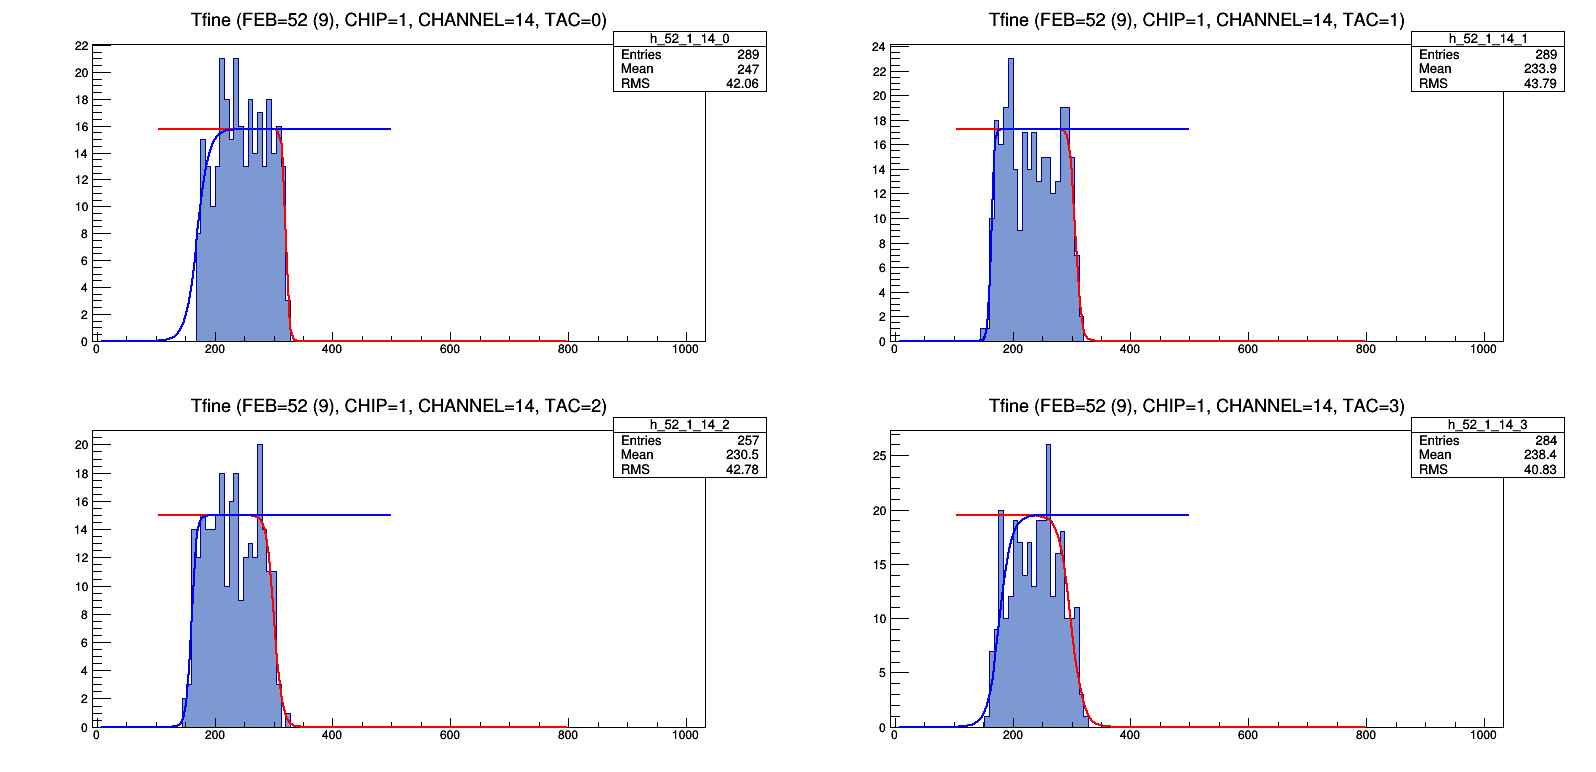 Tfine (FEB=52 (9), CHIP=1, CHANNEL=14, TAC=0)
h_52_1_14_0
Entries 289
Mean 247
RMS 42.06
22
20
18
16
14
12
10
8
6
4
2
0
0 200 400 600 800 1000
Tfine (FEB=52 (9), CHIP=1, CHANNEL=14, TAC=1)
h_52_1_14_1
Entries 289
Mean 233.9
RMS 43.79
24
22
20
18
16
14
12
10
8
6
4
2
0
0 200 400 600 800 1000
Tfine (FEB=52 (9), CHIP=1, CHANNEL=14, TAC=2)
h_52_1_14_2
Entries 257
Mean 230.5
RMS 42.78
20
18
16
14
12
10
8
6
4
2
0
0 200 400 600 800 1000
Tfine (FEB=52 (9), CHIP=1, CHANNEL=14, TAC=3)
h_52_1_14_3
Entries 284
Mean 238.4
RMS 40.83
25
20
15
10
5
0
0 200 400 600 800 1000